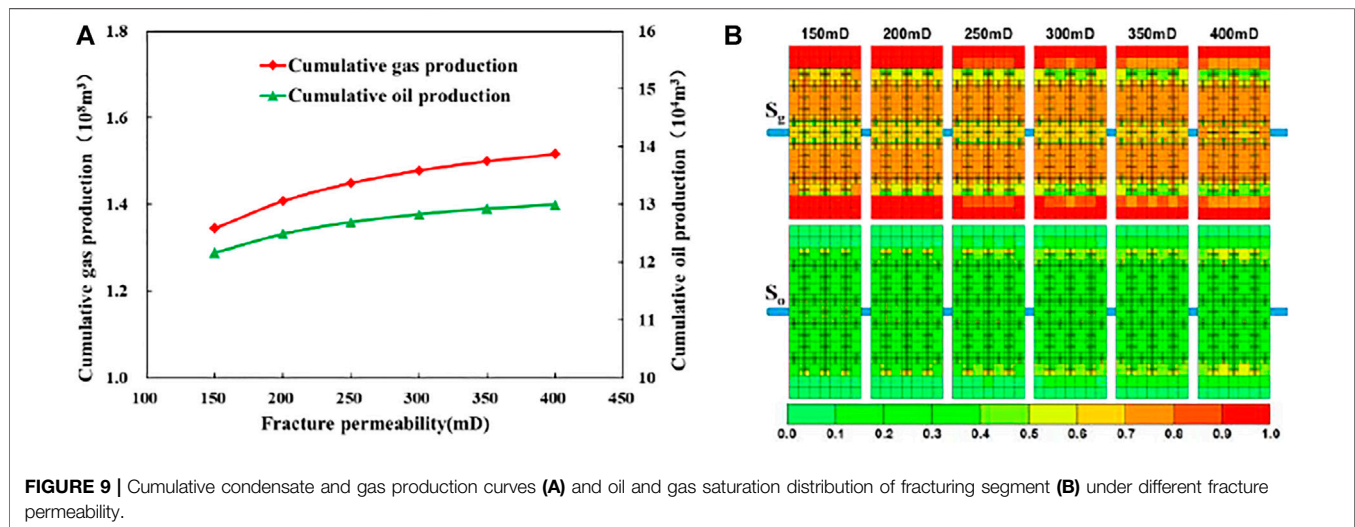 A
1.8
1.6
1.4
1.2
1.0
Cumulative gas production (10⁸m³)
Cumulative gas production
Cumulative oil production
16
15
14
13
12
11
10
Cumulative oil production (10⁴m³)
100 150 200 250 300 350 400 450
Fracture permeability(mD)
B
150mD 200mD 250mD 300mD 350mD 400mD
Sg
So
0.0 0.1 0.2 0.3 0.4 0.5 0.6 0.7 0.8 0.9 1.0
FIGURE 9 | Cumulative condensate and gas production curves (A) and oil and gas saturation distribution of fracturing segment (B) under different fracture
permeability.